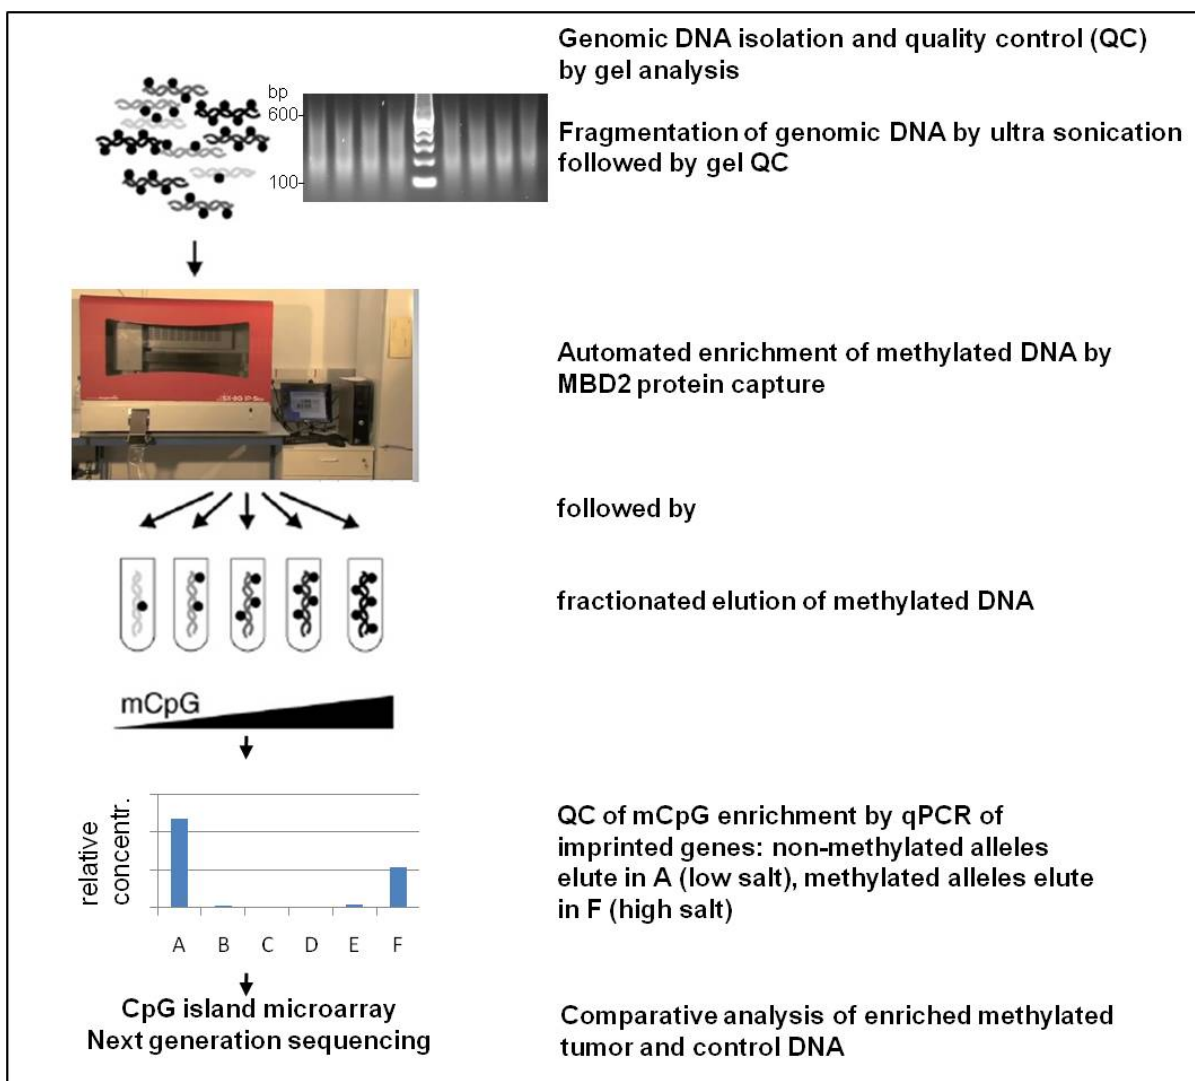 Genomic DNA isolation and quality control (QC)
by gel analysis
bp
600
100
Fragmentation of genomic DNA by ultra sonication
followed by gel QC
Automated enrichment of methylated DNA by
MBD2 protein capture
followed by
fractionated elution of methylated DNA
mCpG
relative
concentr.
A B C D E F
QC of mCpG enrichment by qPCR of
imprinted genes: non-methylated alleles
elute in A (low salt), methylated alleles elute
in F (high salt)
CpG island microarray
Next generation sequencing
Comparative analysis of enriched methylated
tumor and control DNA